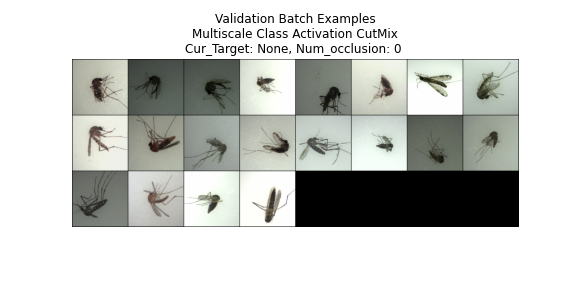 Validation Batch Examples
Multiscale Class Activation CutMix
Cur_Target: None, Num_occlusion: 0